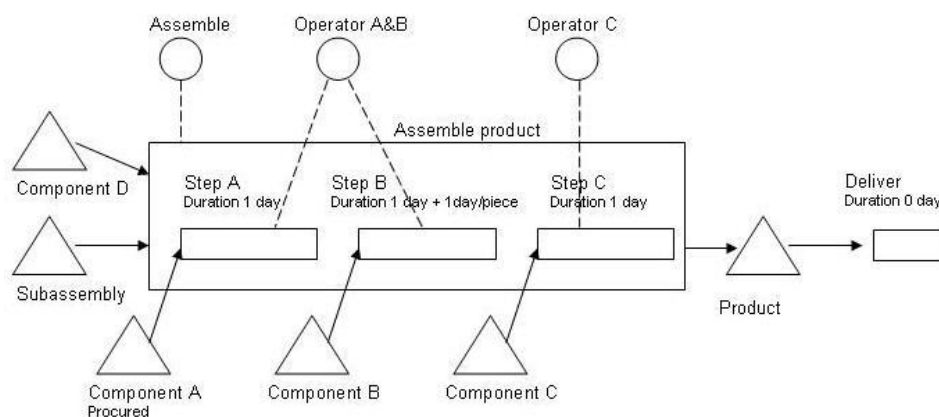 Assemble
Operator A&B
Operator C
Assemble product
Component D
Step A
Duration 1 day
Step B
Duration 1 day + 1day/piece
Step C
Duration 1 day
Deliver
Duration 0 day
Subassembly
Product
Component A
Procured
Component B
Component C